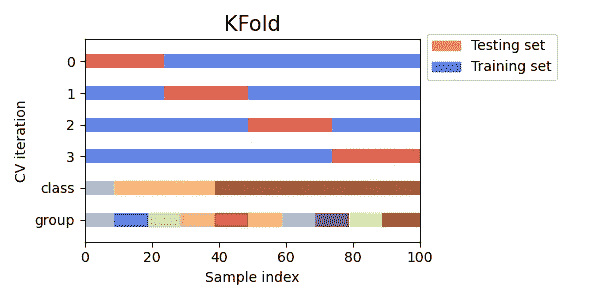 KFold
Testing set
Training set
0
1
2
3
class
group
CV iteration
0 20 40 60 80 100
Sample index